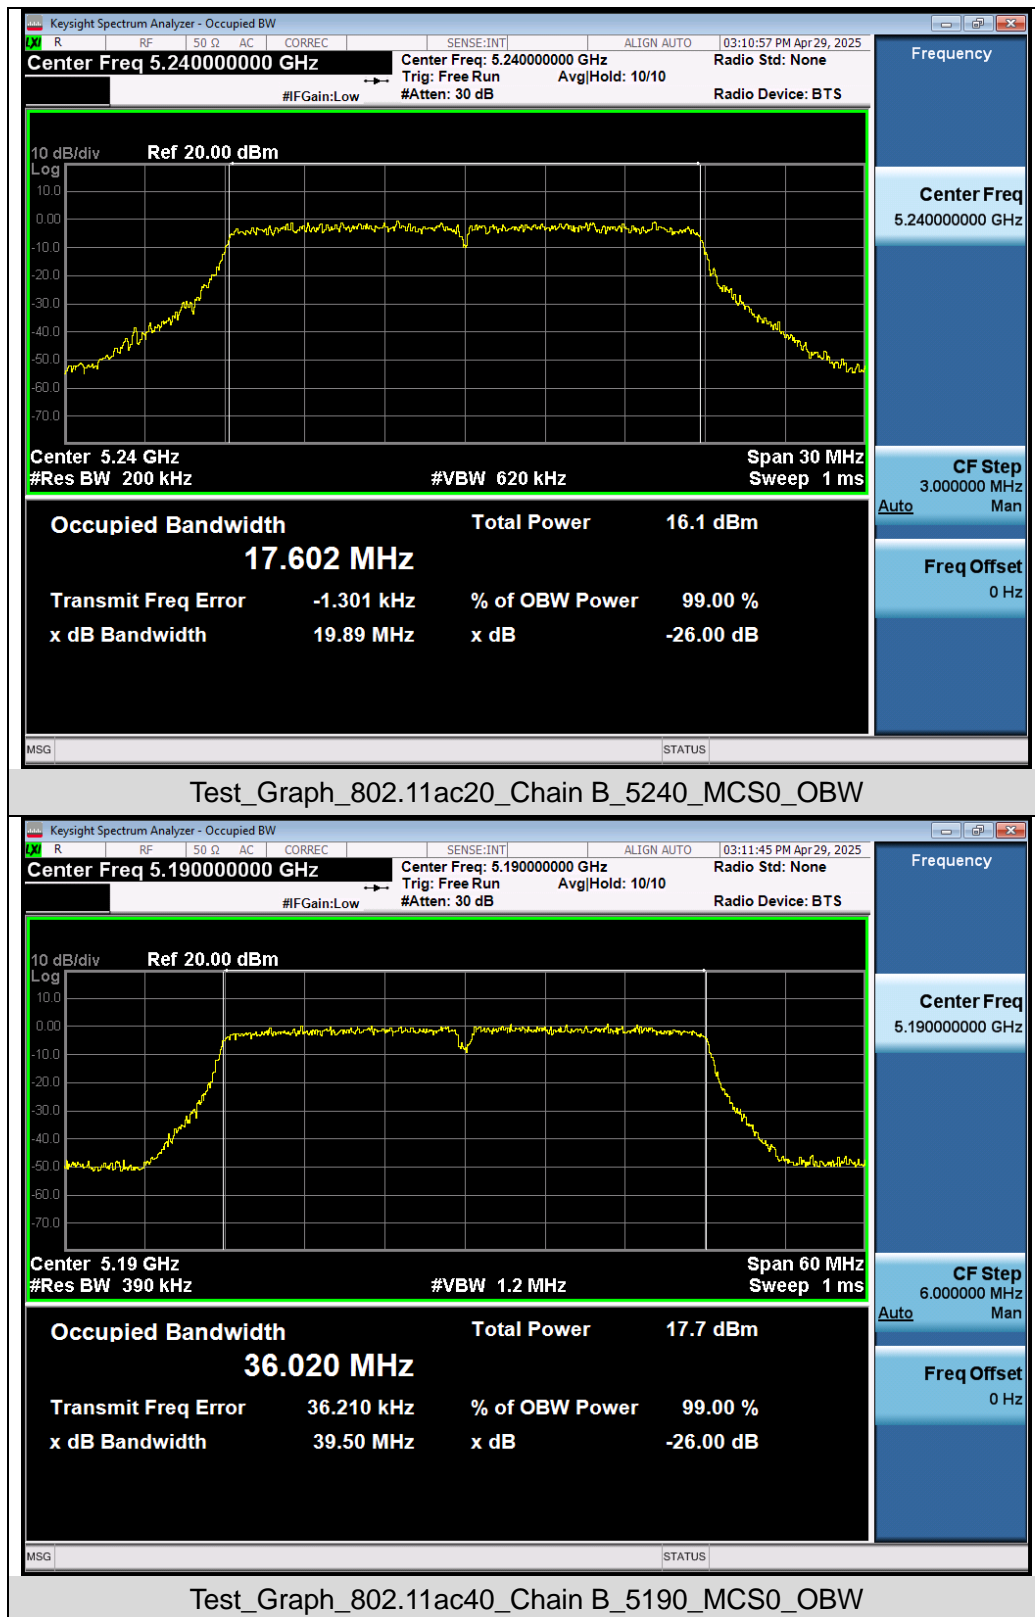 Keysight Spectrum Analyzer - Occupied BW
LXI R RF 50 Ω AC CORREC SENSE:INT ALIGN AUTO 03:10:57 PM Apr 29, 2025
Center Freq 5.240000000 GHz Center Freq: 5.240000000 GHz Radio Std: None
Trig: Free Run Avg|Hold: 10/10
#IFGain:Low #Atten: 30 dB Radio Device: BTS
10 dB/div Ref 20.00 dBm
Log
10.0
0.00
-10.0
-20.0
-30.0
-40.0
-50.0
-60.0
-70.0
Center 5.24 GHz Span 30 MHz
#Res BW 200 kHz #VBW 620 kHz Sweep 1 ms
Occupied Bandwidth Total Power 16.1 dBm
17.602 MHz
Transmit Freq Error -1.301 kHz % of OBW Power 99.00 %
x dB Bandwidth 19.89 MHz x dB -26.00 dB
MSG STATUS
Frequency
Center Freq
5.240000000 GHz
CF Step
3.000000 MHz
Auto Man
Freq Offset
0 Hz
Test_Graph_802.11ac20_Chain B_5240_MCS0_OBW
Keysight Spectrum Analyzer - Occupied BW
LXI R RF 50 Ω AC CORREC SENSE:INT ALIGN AUTO 03:11:45 PM Apr 29, 2025
Center Freq 5.190000000 GHz Center Freq: 5.190000000 GHz Radio Std: None
Trig: Free Run Avg|Hold: 10/10
#IFGain:Low #Atten: 30 dB Radio Device: BTS
10 dB/div Ref 20.00 dBm
Log
10.0
0.00
-10.0
-20.0
-30.0
-40.0
-50.0
-60.0
-70.0
Center 5.19 GHz Span 60 MHz
#Res BW 390 kHz #VBW 1.2 MHz Sweep 1 ms
Occupied Bandwidth Total Power 17.7 dBm
36.020 MHz
Transmit Freq Error 36.210 kHz % of OBW Power 99.00 %
x dB Bandwidth 39.50 MHz x dB -26.00 dB
MSG STATUS
Frequency
Center Freq
5.190000000 GHz
CF Step
6.000000 MHz
Auto Man
Freq Offset
0 Hz
Test_Graph_802.11ac40_Chain B_5190_MCS0_OBW